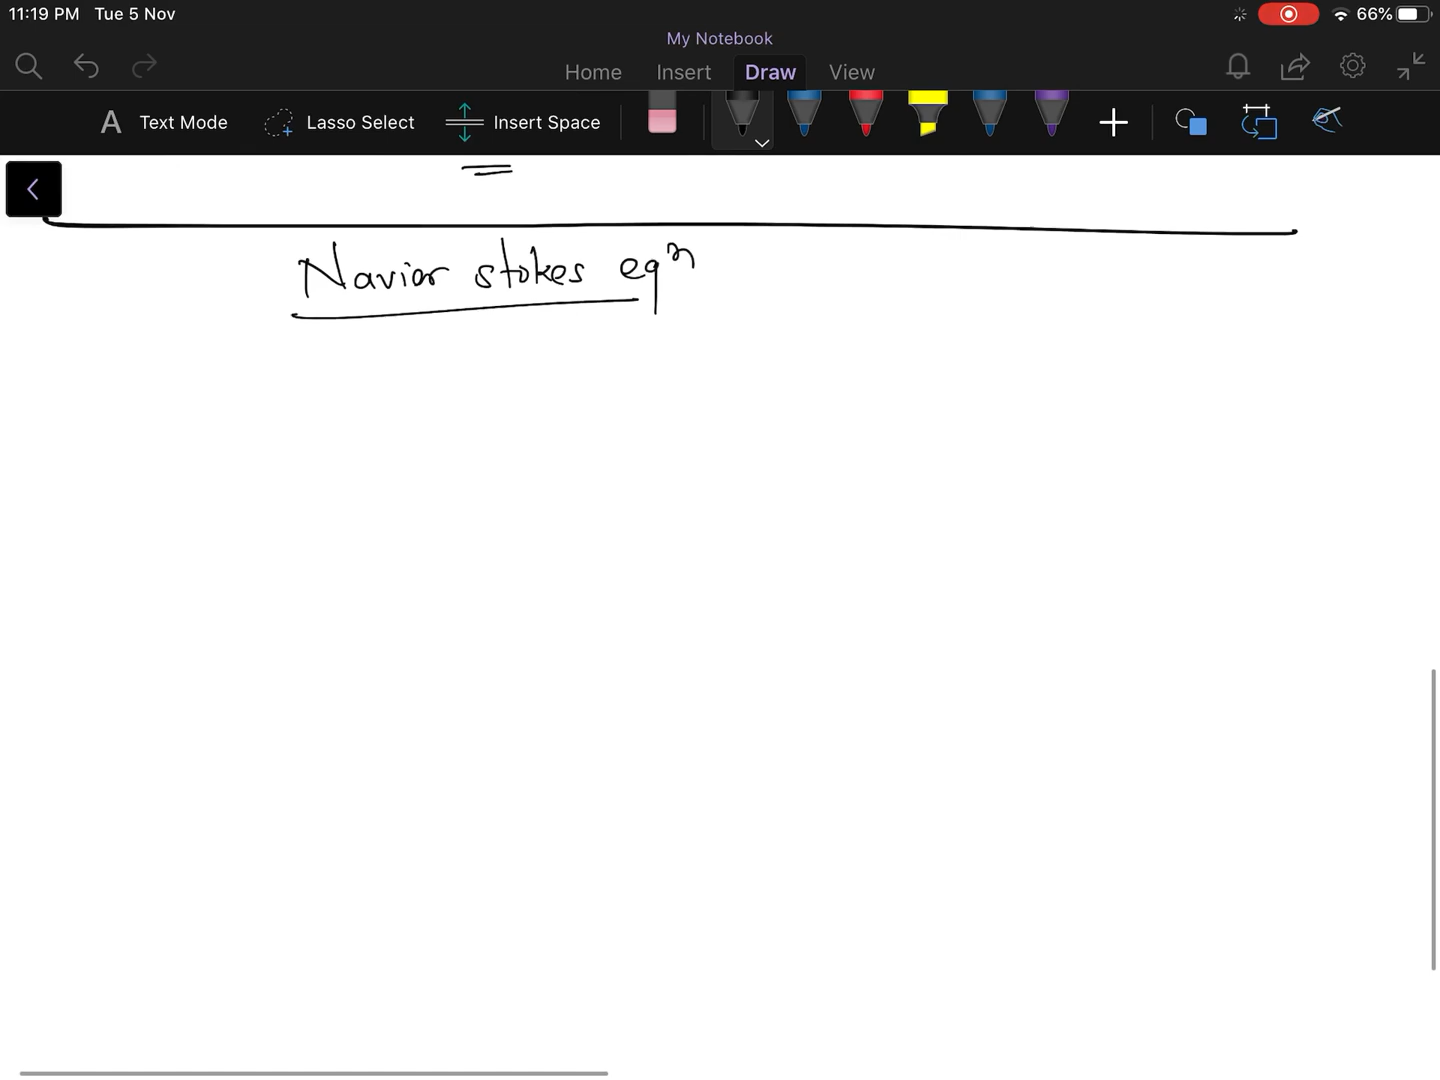 11:19 PM Tue 5 Nov 66%
My Notebook
Home Insert Draw View
A Text Mode Lasso Select Insert Space
Navier stokes eqⁿ